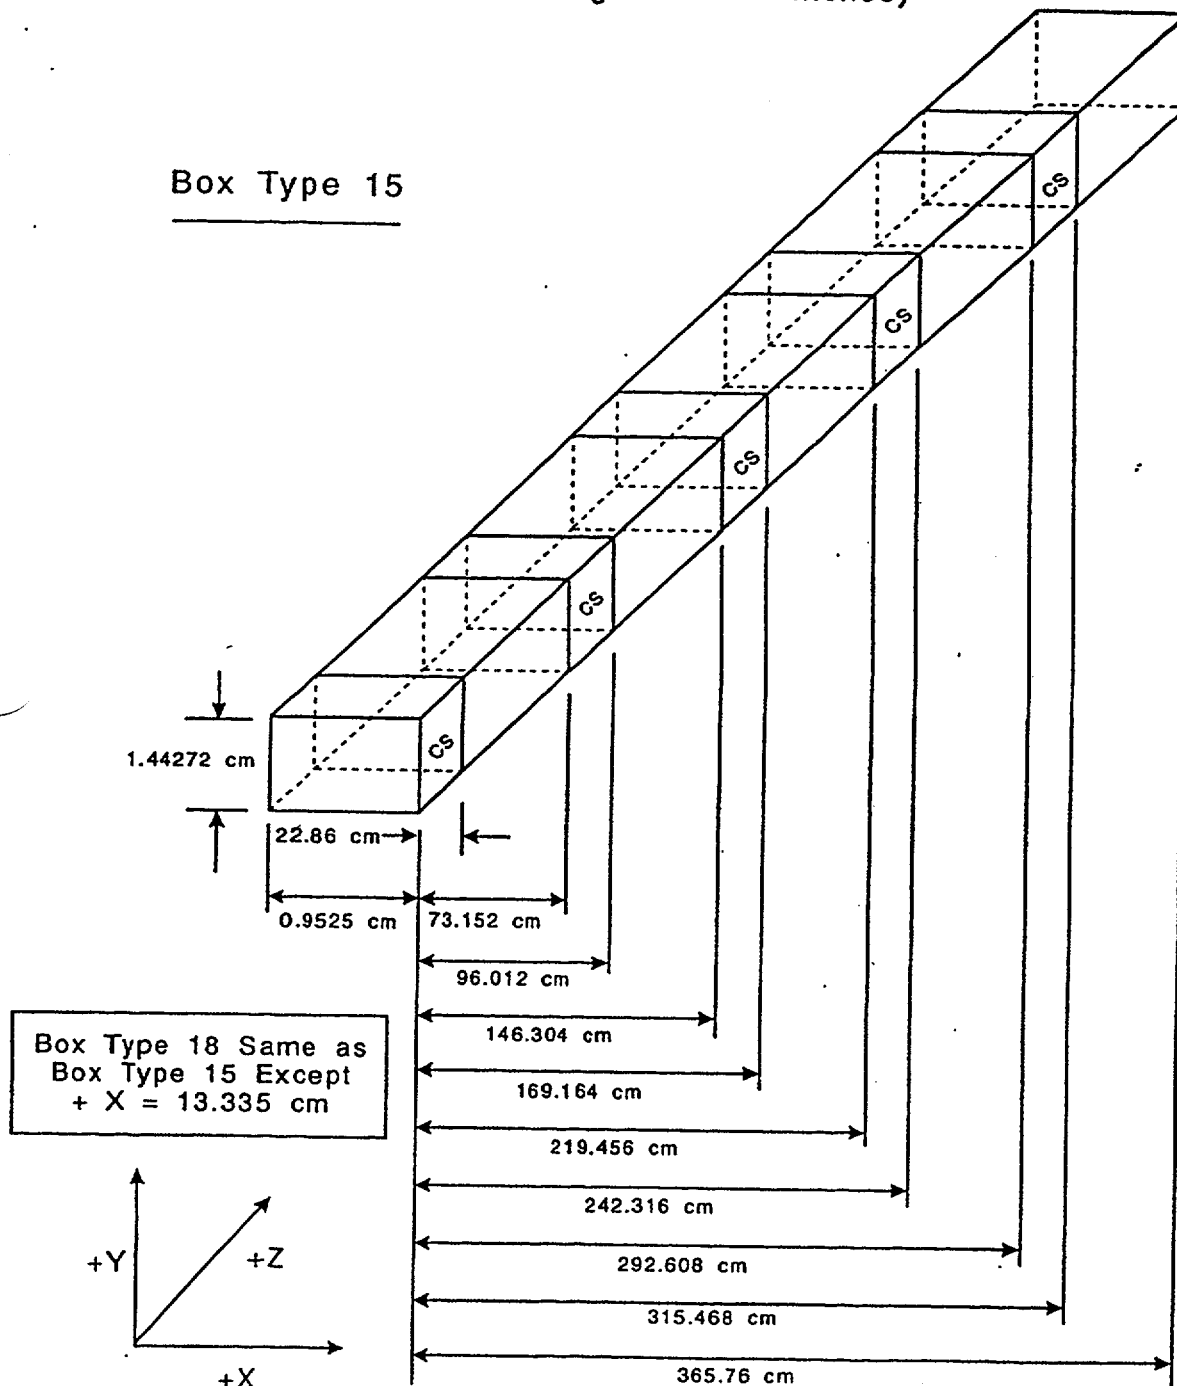 Box Type 15
CS
CS
CS
CS
CS
1.44272 cm
22.86 cm
0.9525 cm
73.152 cm
96.012 cm
146.304 cm
169.164 cm
219.456 cm
242.316 cm
292.608 cm
315.468 cm
365.76 cm
Box Type 18 Same as
Box Type 15 Except
+ X = 13.335 cm
+Y
+Z
+X